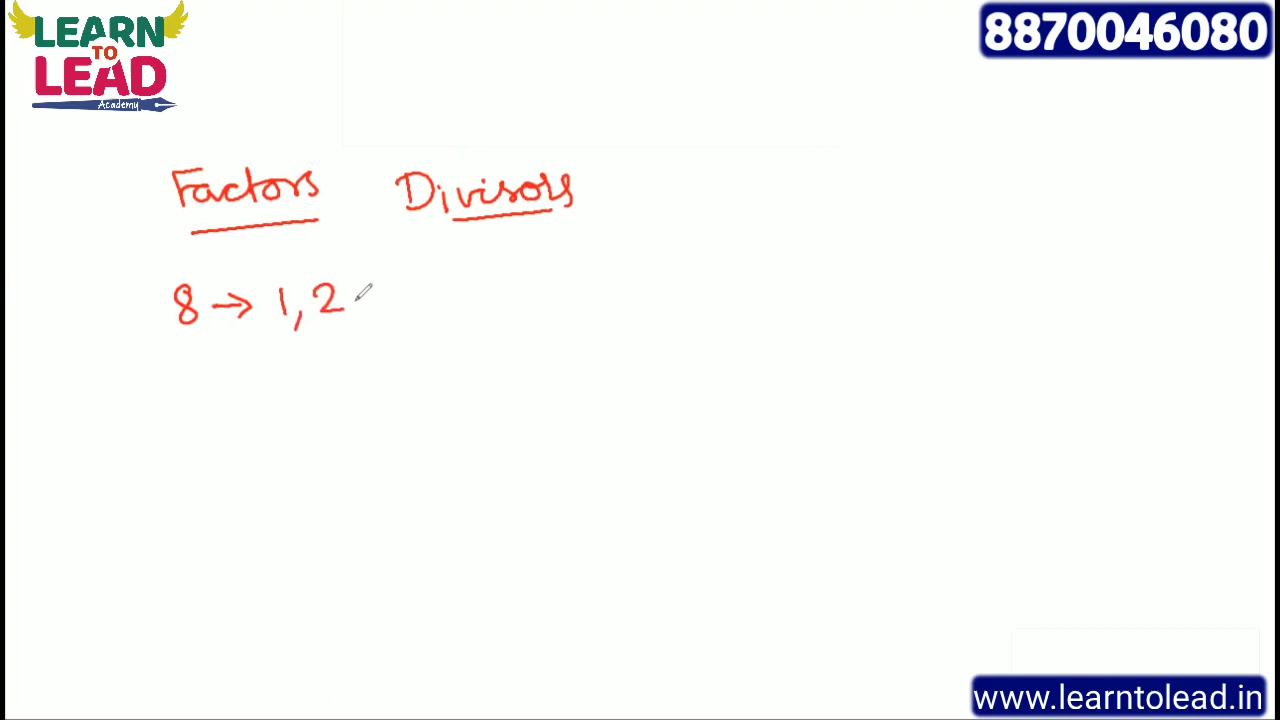 LEARN
TO
LEAD
Academy
8870046080
Factors Divisors
8 → 1, 2
www.learntolead.in